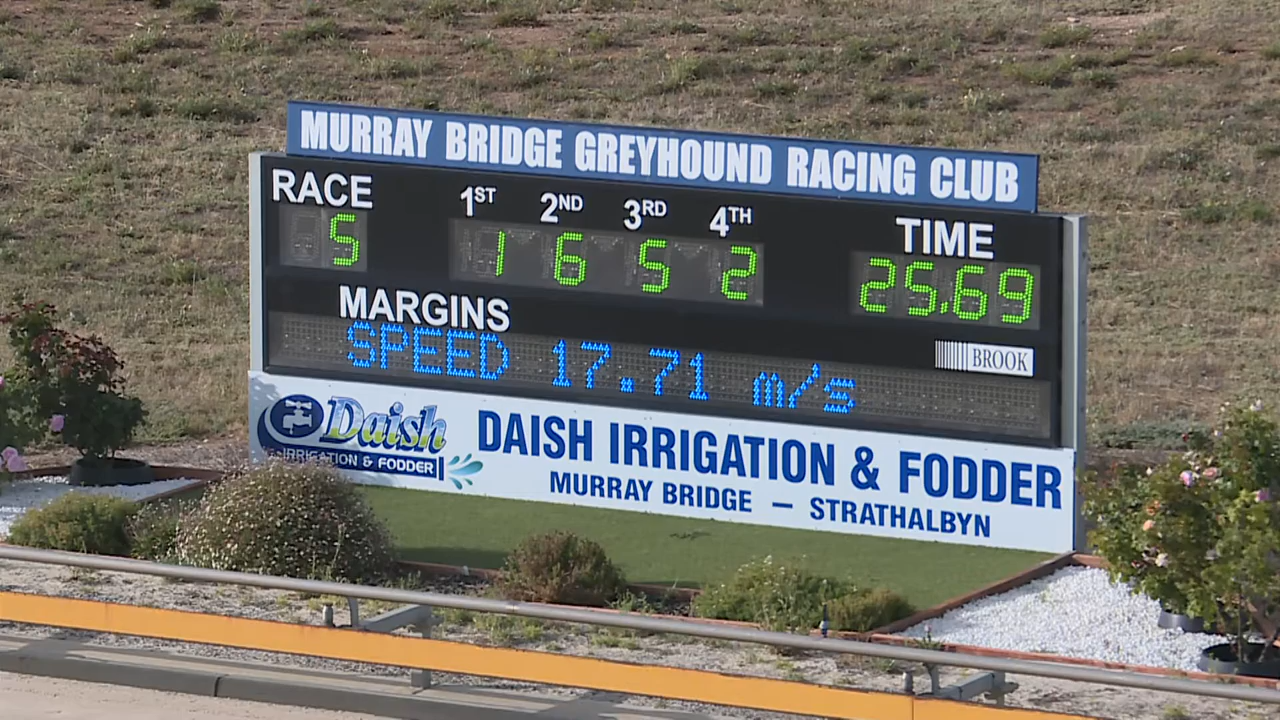 MURRAY BRIDGE GREYHOUND RACING CLUB
RACE 1ST 2ND 3RD 4TH TIME
5 1 6 5 2 25.69
MARGINS
SPEED 17.71 m/s
BROOK
Daish
IRRIGATION & FODDER
DAISH IRRIGATION & FODDER
MURRAY BRIDGE – STRATHALBYN